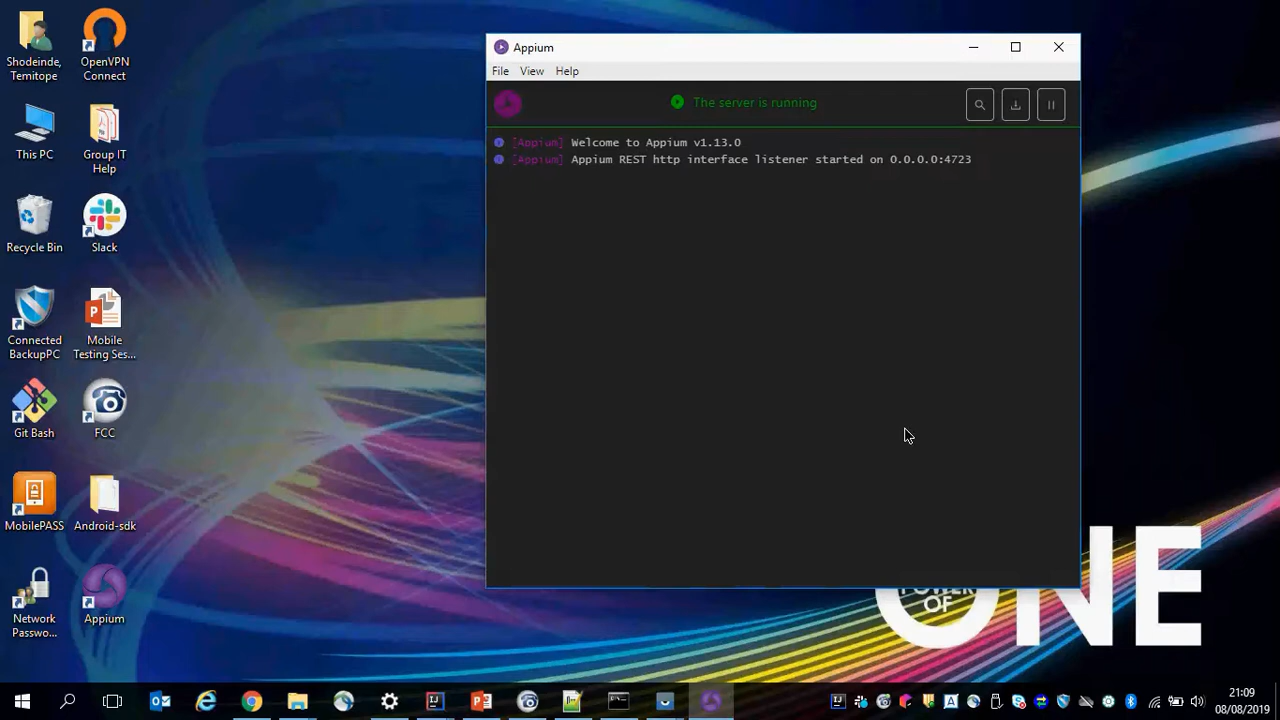 Shodeinde,
Temitope
OpenVPN
Connect
This PC
Group IT
Help
Recycle Bin
Slack
Connected
BackupPC
Mobile
Testing Ses...
Git Bash
FCC
MobilePASS
Android-sdk
Network
Passwo...
Appium
Appium
File View Help
The server is running
[Appium] Welcome to Appium v1.13.0
[Appium] Appium REST http interface listener started on 0.0.0.0:4723
POWER
OF
ONE
21:09
08/08/2019